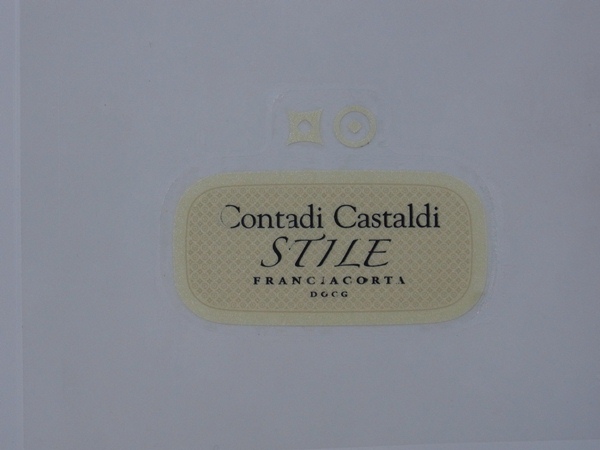 Contadi Castaldi
STILE
FRANCIACORTA
DOCG